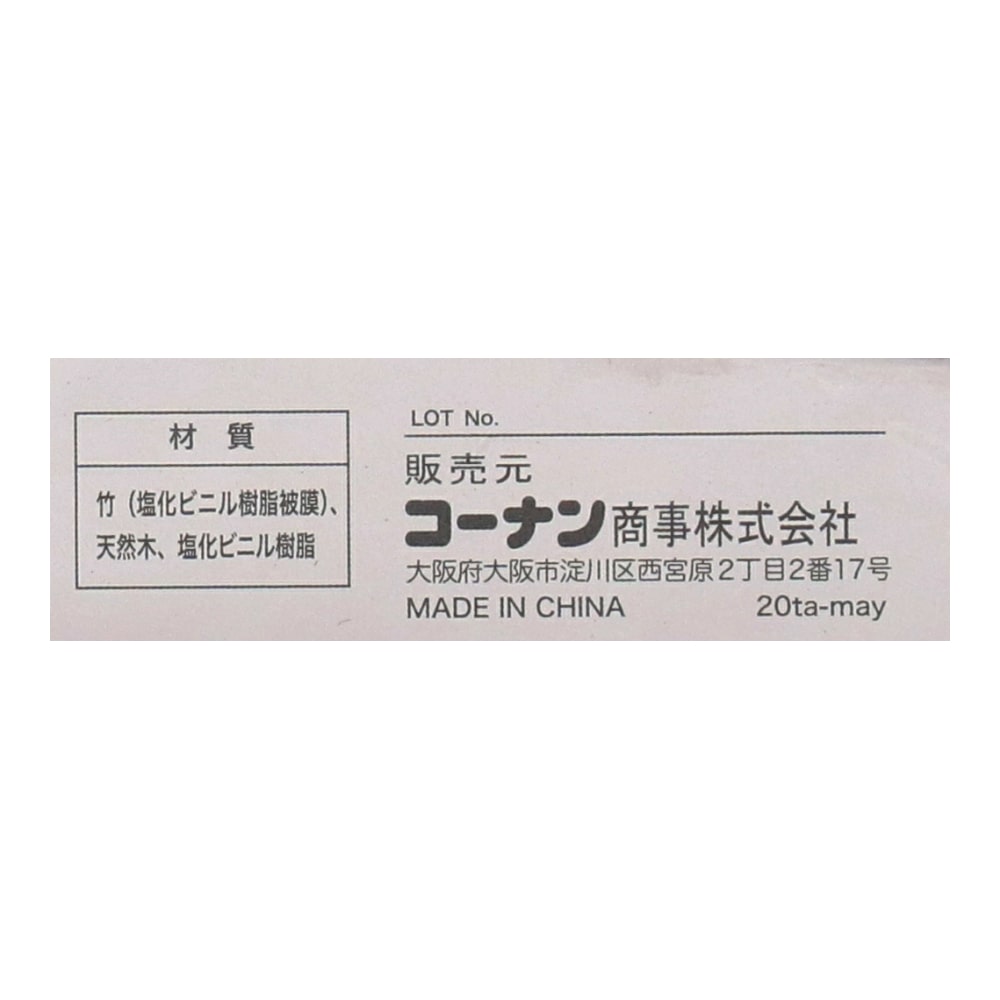 材 質
竹（塩化ビニル樹脂被膜）、
天然木、塩化ビニル樹脂
LOT No.
販売元
コーナン商事株式会社
大阪府大阪市淀川区西宮原2丁目2番17号
MADE IN CHINA 20ta-may